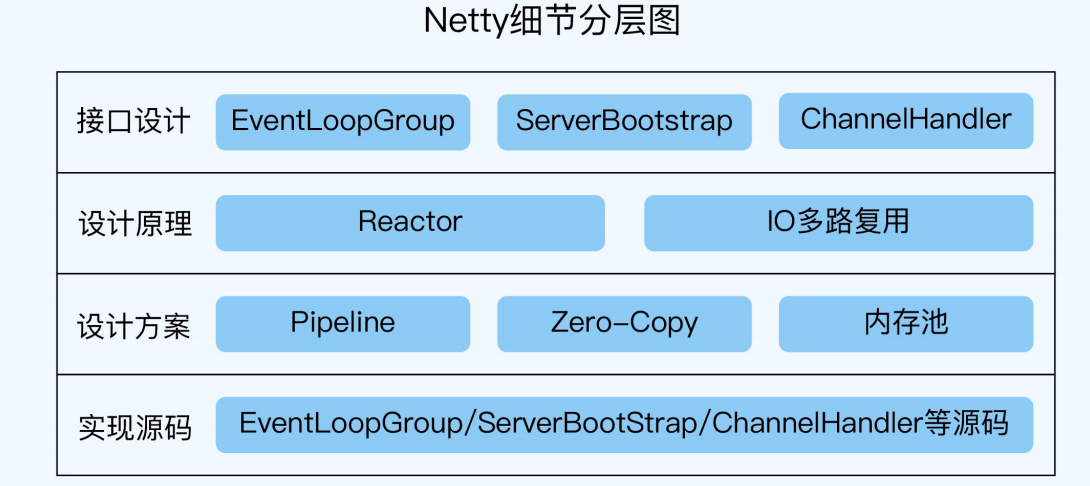 Netty细节分层图
接口设计 EventLoopGroup ServerBootstrap ChannelHandler
设计原理 Reactor IO多路复用
设计方案 Pipeline Zero-Copy 内存池
实现源码 EventLoopGroup/ServerBootStrap/ChannelHandler等源码